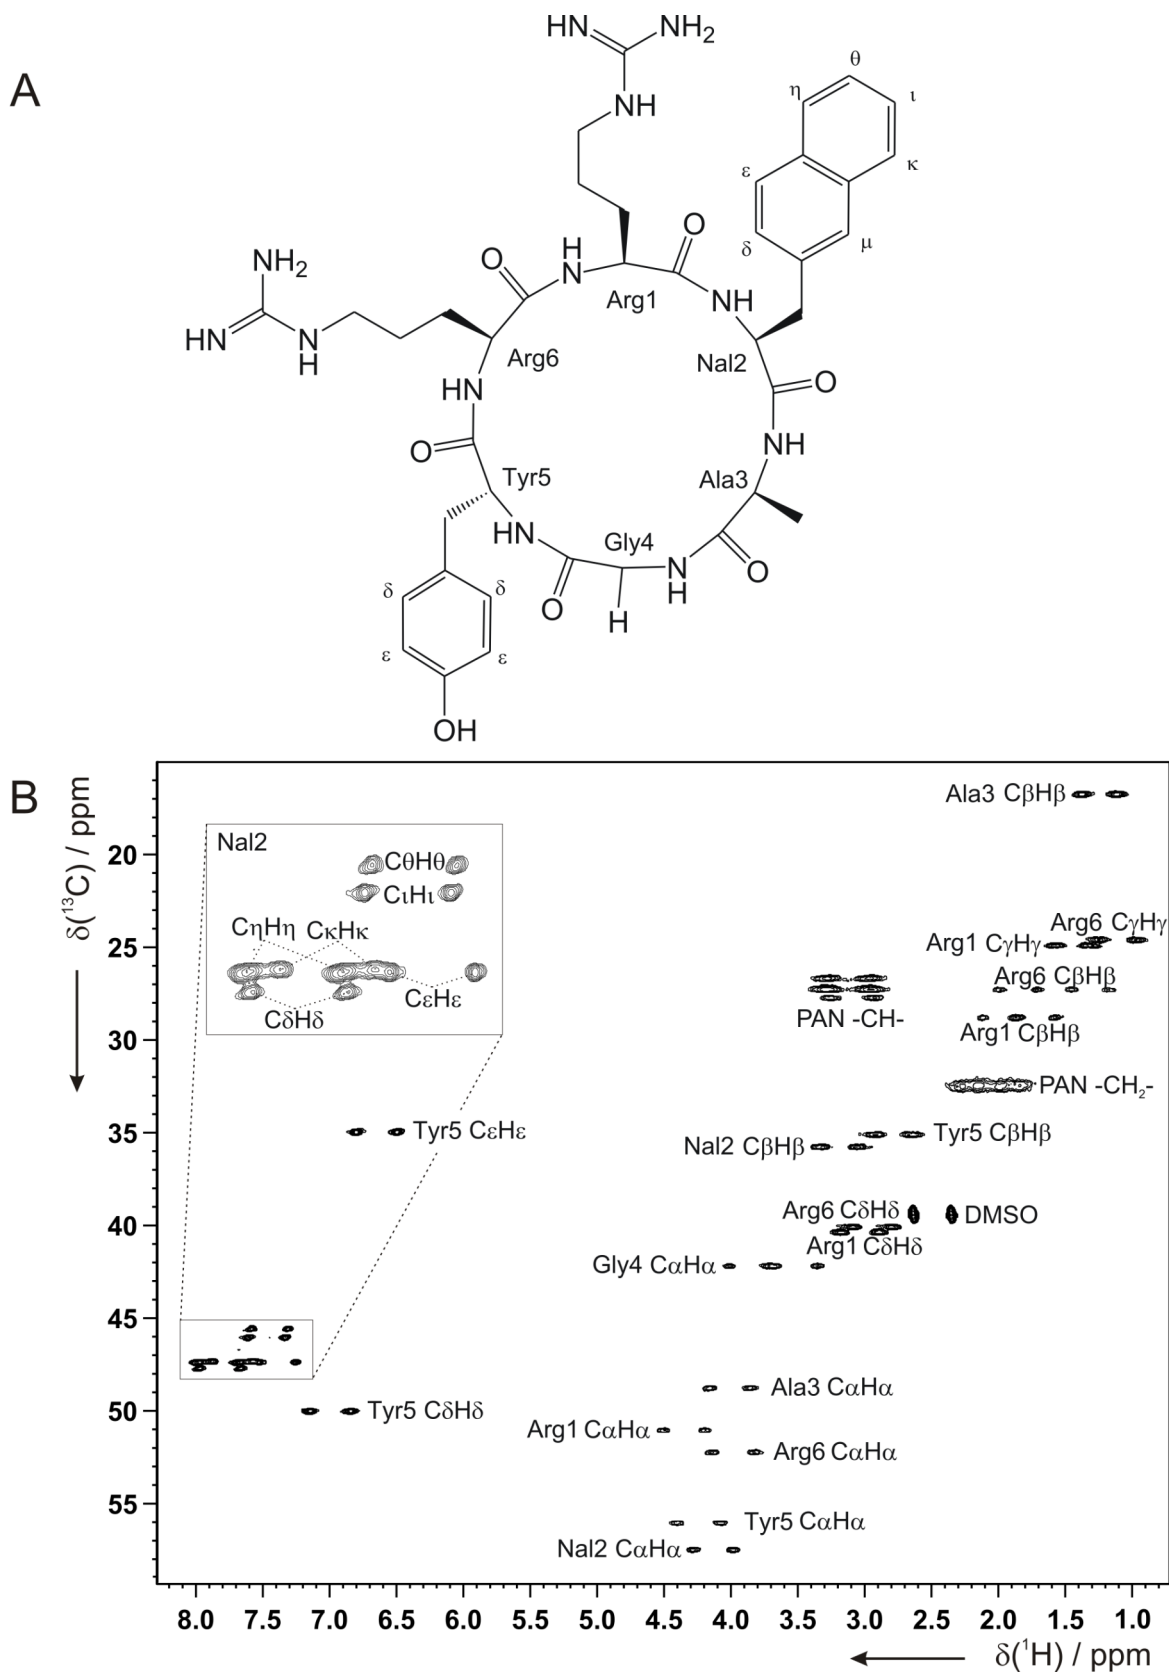 A
HN NH₂
NH
θ
η ι
ε κ
δ μ
O
H
N
O
NH₂
Arg1
NH
HN N
H
Arg6
Nal2
HN
O
O
NH
Tyr5
Ala3
HN
Gly4
N
H
O
O
H
δ δ
ε ε
OH
B
δ(¹³C) / ppm
20
25
30
35
40
45
50
55
Nal2
CθHθ
CιHι
CηHη CκHκ
CεHε
CδHδ
Ala3 CβHβ
Arg6 CγHγ
Arg1 CγHγ
Arg6 CβHβ
PAN -CH-
Arg1 CβHβ
PAN -CH₂-
Tyr5 CεHε
Tyr5 CβHβ
Nal2 CβHβ
Arg6 CδHδ
DMSO
Arg1 CδHδ
Gly4 CαHα
Ala3 CαHα
Tyr5 CδHδ
Arg1 CαHα
Arg6 CαHα
Tyr5 CαHα
Nal2 CαHα
8.0 7.5 7.0 6.5 6.0 5.5 5.0 4.5 4.0 3.5 3.0 2.5 2.0 1.5 1.0
δ(¹H) / ppm